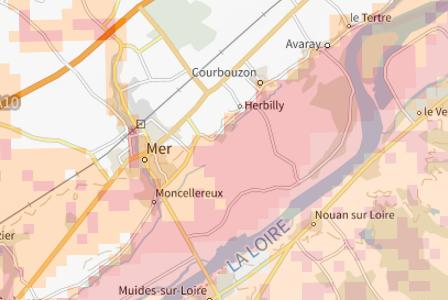 le Tertre
Avaray
Courbouzon
A10
Herbilly
le Ve
Mer
Moncellereux
Nouan sur Loire
zier
LA LOIRE
Muides-sur-Loire